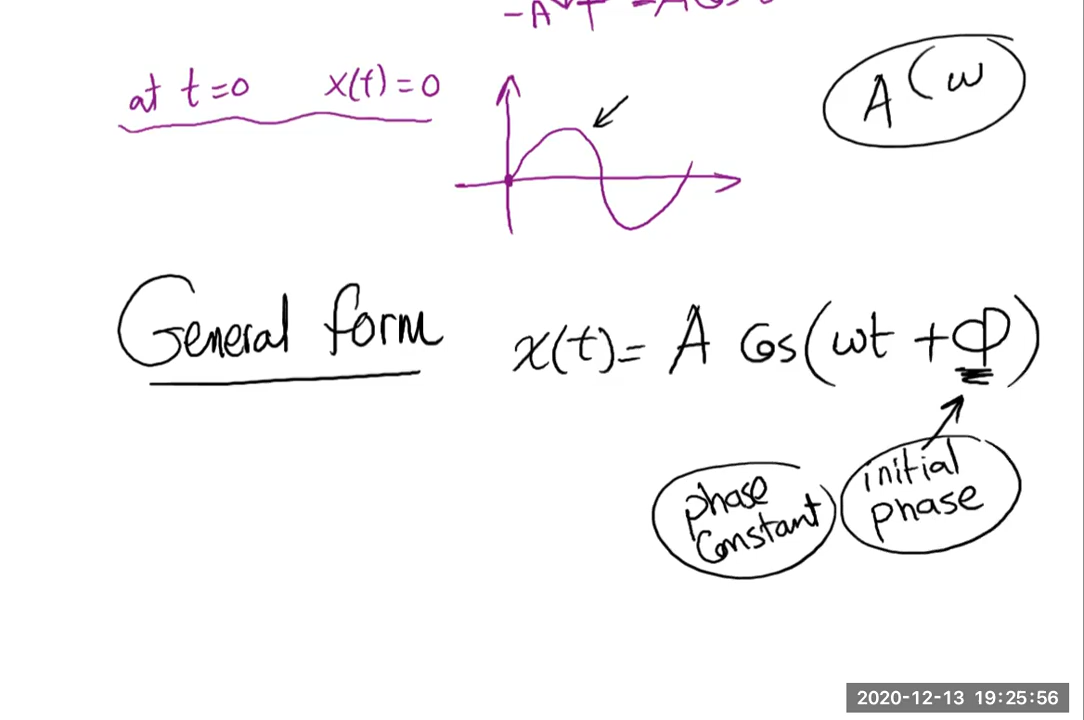 at t=0 x(t)=0
A (ω
General form x(t)= A Cos(ωt +Φ)
initial
phase
phase
Constant
2020-12-13 19:25:56